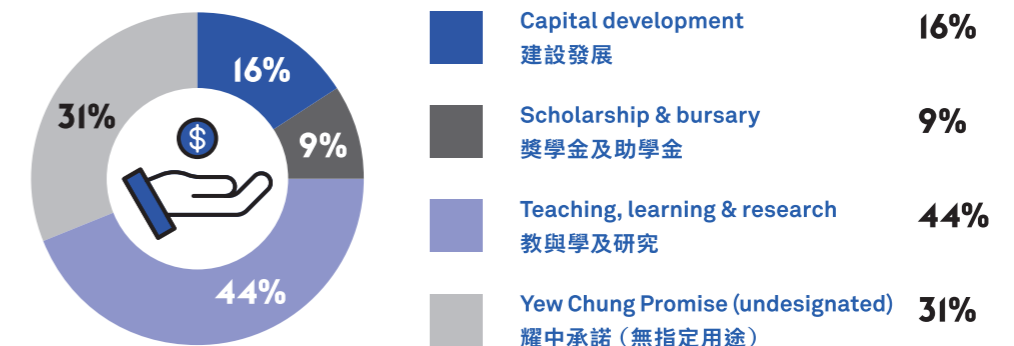 16%
31%
9%
$
44%
Capital development 16%
建設發展
Scholarship & bursary 9%
獎學金及助學金
Teaching, learning & research 44%
教與學及研究
Yew Chung Promise (undesignated) 31%
耀中承諾（無指定用途）